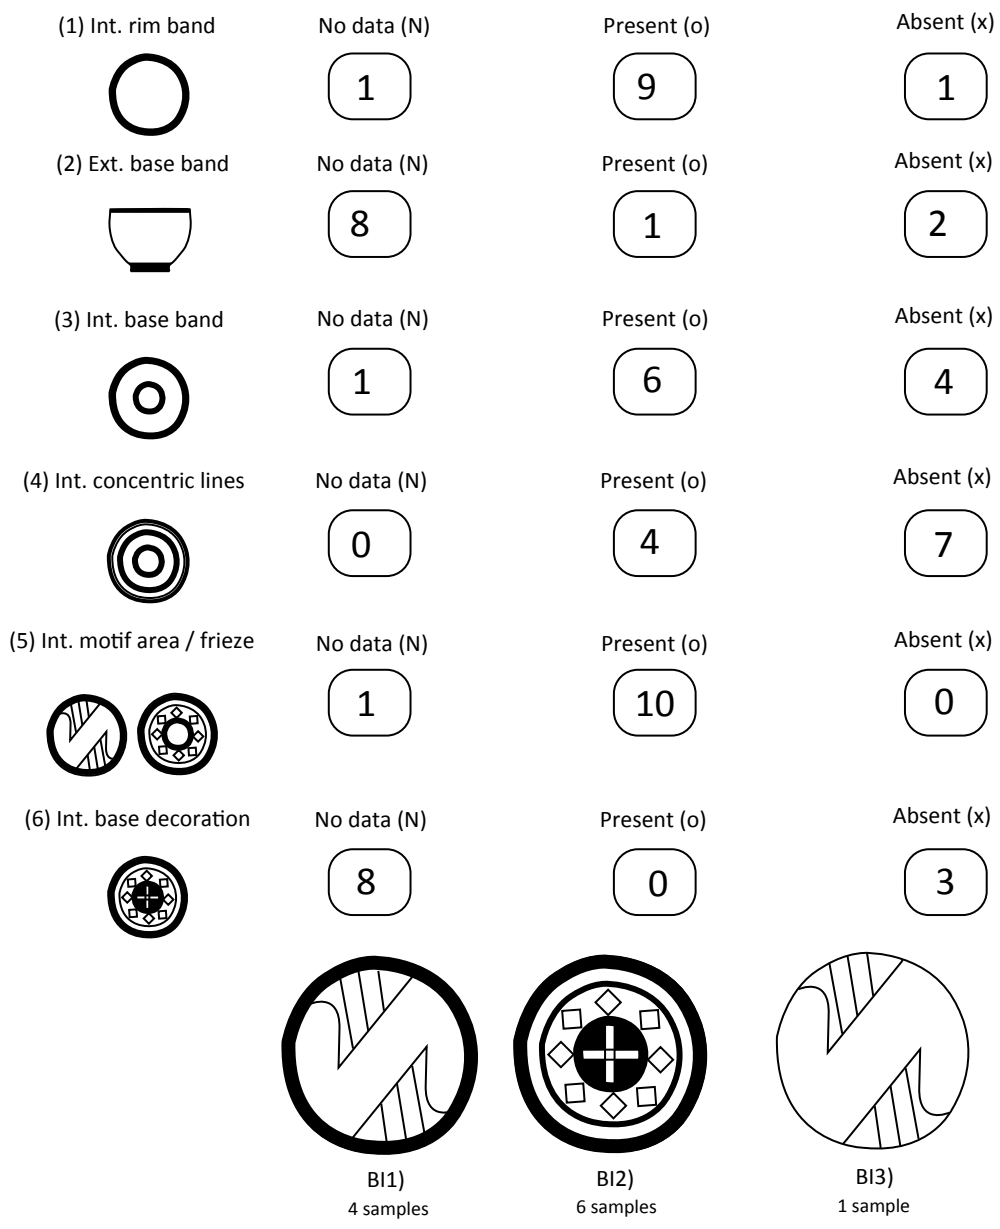 (1) Int. rim band No data (N) Present (o) Absent (x)
1 9 1
(2) Ext. base band No data (N) Present (o) Absent (x)
8 1 2
(3) Int. base band No data (N) Present (o) Absent (x)
1 6 4
(4) Int. concentric lines No data (N) Present (o) Absent (x)
0 4 7
(5) Int. motif area / frieze No data (N) Present (o) Absent (x)
1 10 0
(6) Int. base decoration No data (N) Present (o) Absent (x)
8 0 3
BI1) BI2) BI3)
4 samples 6 samples 1 sample